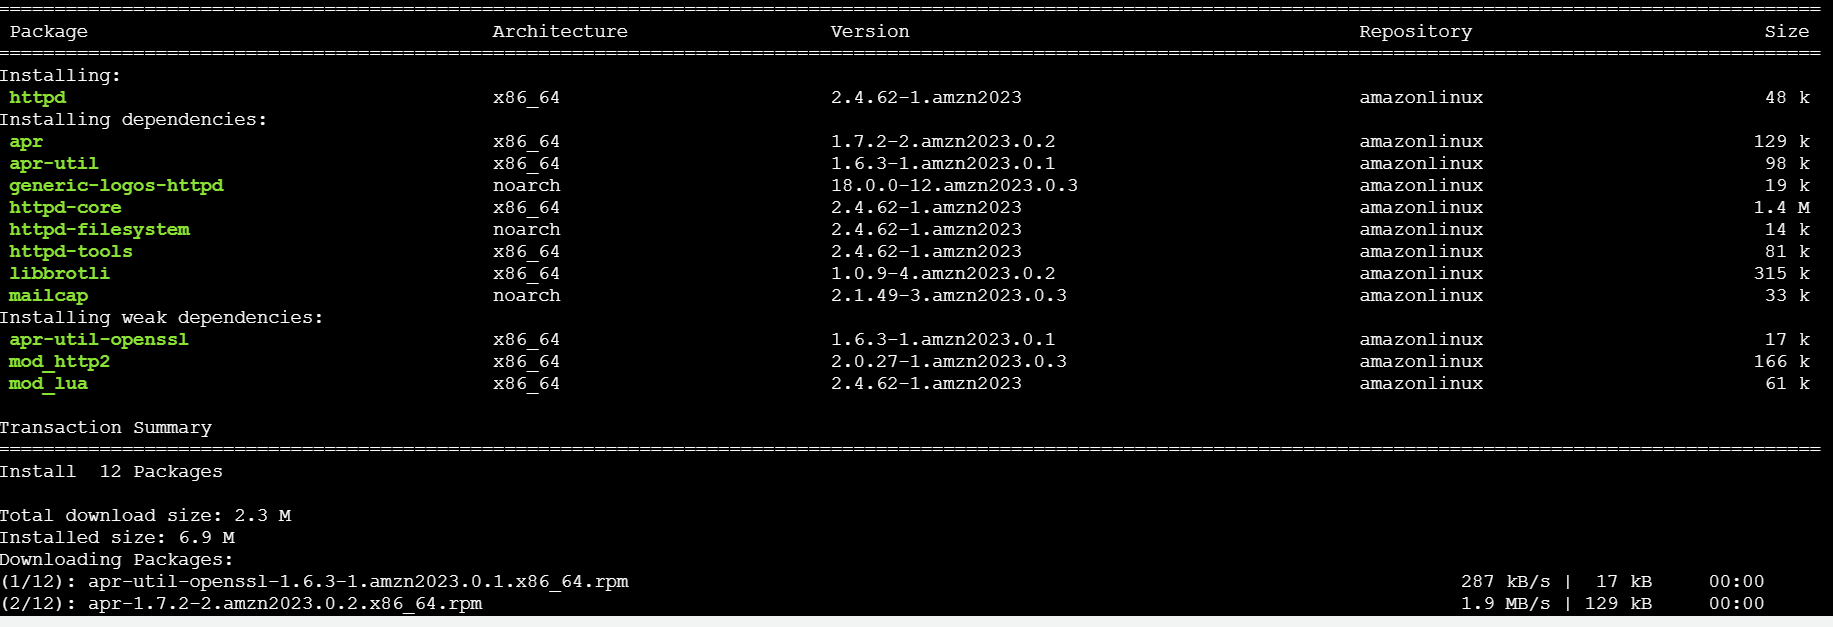 ================================================================================================================================================================
Package Architecture Version Repository Size
================================================================================================================================================================
Installing:
httpd x86_64 2.4.62-1.amzn2023 amazonlinux 48 k
Installing dependencies:
apr x86_64 1.7.2-2.amzn2023.0.2 amazonlinux 129 k
apr-util x86_64 1.6.3-1.amzn2023.0.1 amazonlinux 98 k
generic-logos-httpd noarch 18.0.0-12.amzn2023.0.3 amazonlinux 19 k
httpd-core x86_64 2.4.62-1.amzn2023 amazonlinux 1.4 M
httpd-filesystem noarch 2.4.62-1.amzn2023 amazonlinux 14 k
httpd-tools x86_64 2.4.62-1.amzn2023 amazonlinux 81 k
libbrotli x86_64 1.0.9-4.amzn2023.0.2 amazonlinux 315 k
mailcap noarch 2.1.49-3.amzn2023.0.3 amazonlinux 33 k
Installing weak dependencies:
apr-util-openssl x86_64 1.6.3-1.amzn2023.0.1 amazonlinux 17 k
mod_http2 x86_64 2.0.27-1.amzn2023.0.3 amazonlinux 166 k
mod_lua x86_64 2.4.62-1.amzn2023 amazonlinux 61 k
Transaction Summary
================================================================================================================================================================
Install 12 Packages
Total download size: 2.3 M
Installed size: 6.9 M
Downloading Packages:
(1/12): apr-util-openssl-1.6.3-1.amzn2023.0.1.x86_64.rpm 287 kB/s | 17 kB 00:00
(2/12): apr-1.7.2-2.amzn2023.0.2.x86_64.rpm 1.9 MB/s | 129 kB 00:00